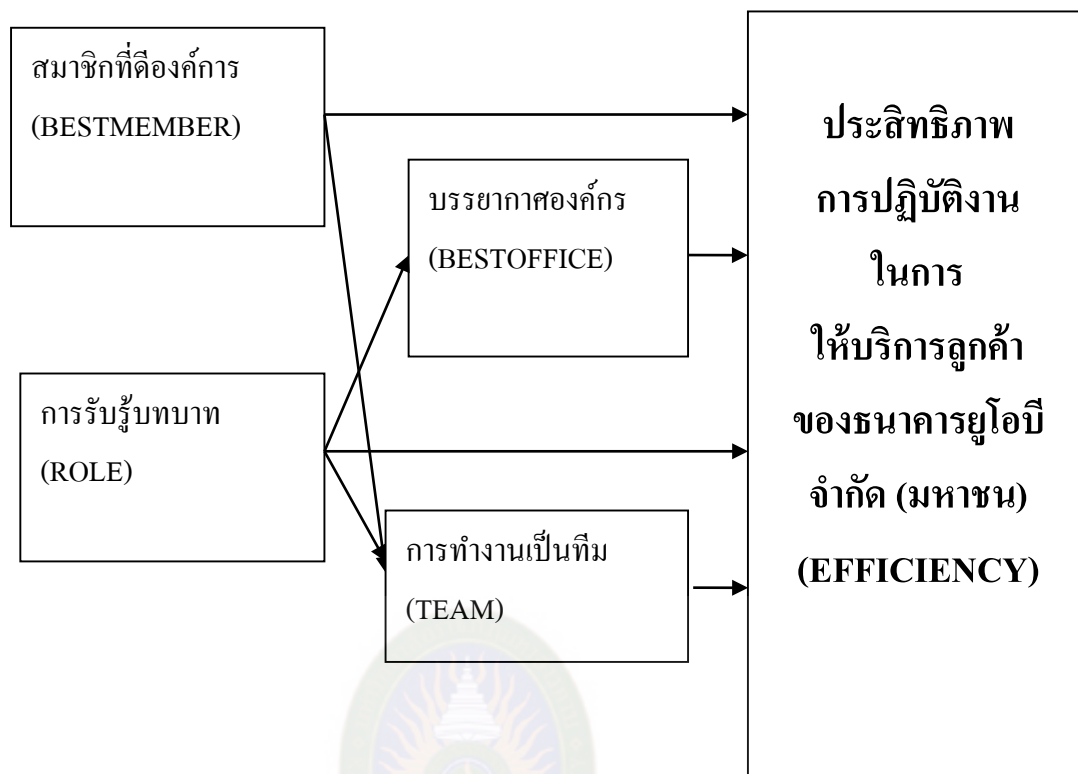 สมาชิกที่ดีองค์การ
(BESTMEMBER)
บรรยากาศองค์กร
(BESTOFFICE)
การรับรู้บทบาท
(ROLE)
การทำงานเป็นทีม
(TEAM)
ประสิทธิภาพ
การปฏิบัติงาน
ในการ
ให้บริการลูกค้า
ของธนาคารยูโอบี
จำกัด (มหาชน)
(EFFICIENCY)